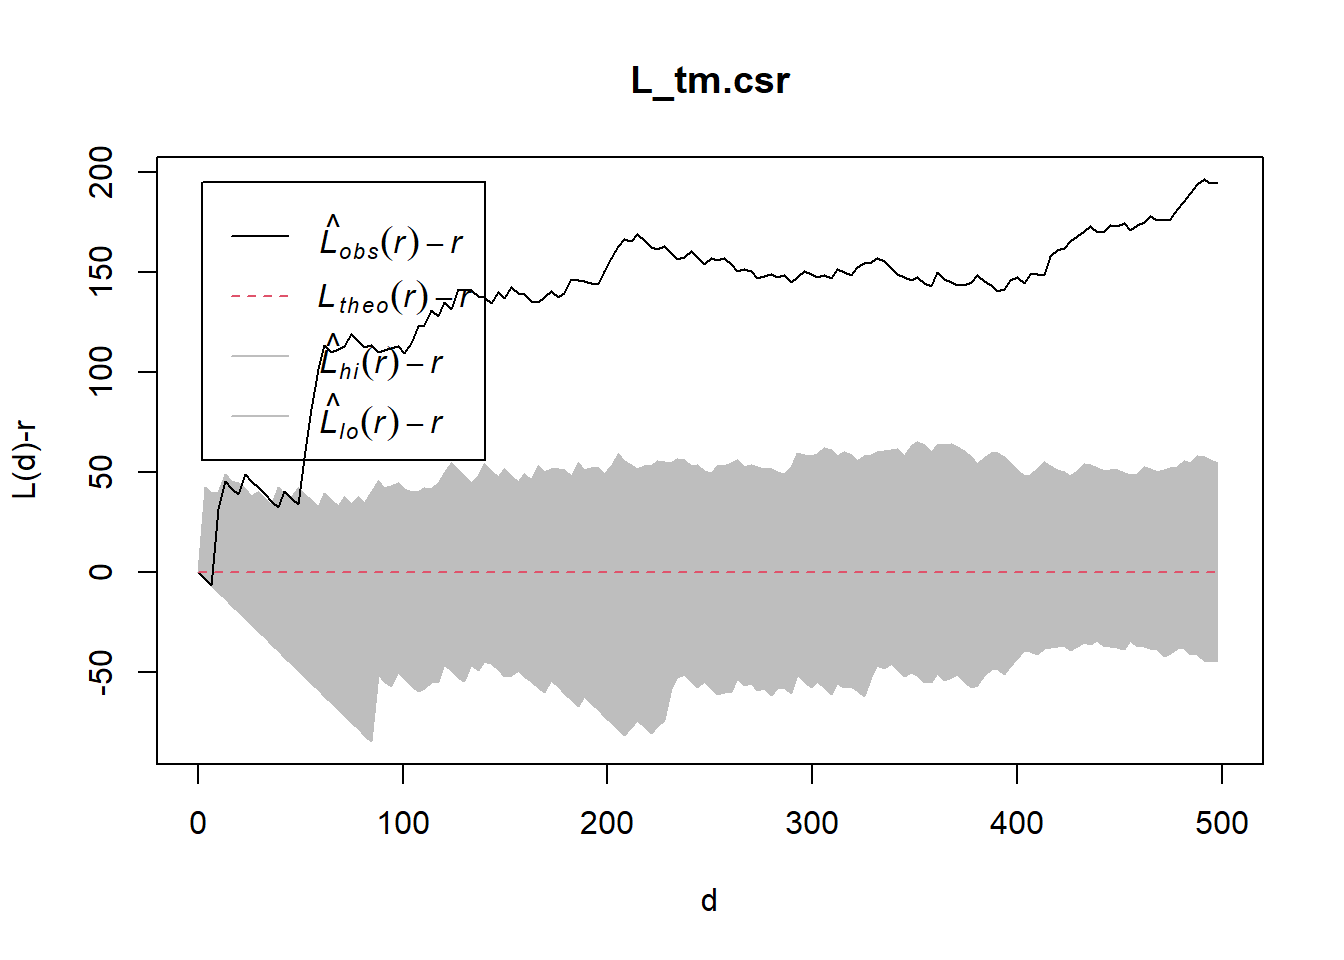 L_tm.csr
L̂obs(r) − r
Ltheo(r) − r
L̂hi(r) − r
L̂lo(r) − r
L(d)-r
200
150
100
50
0
-50
0 100 200 300 400 500
d